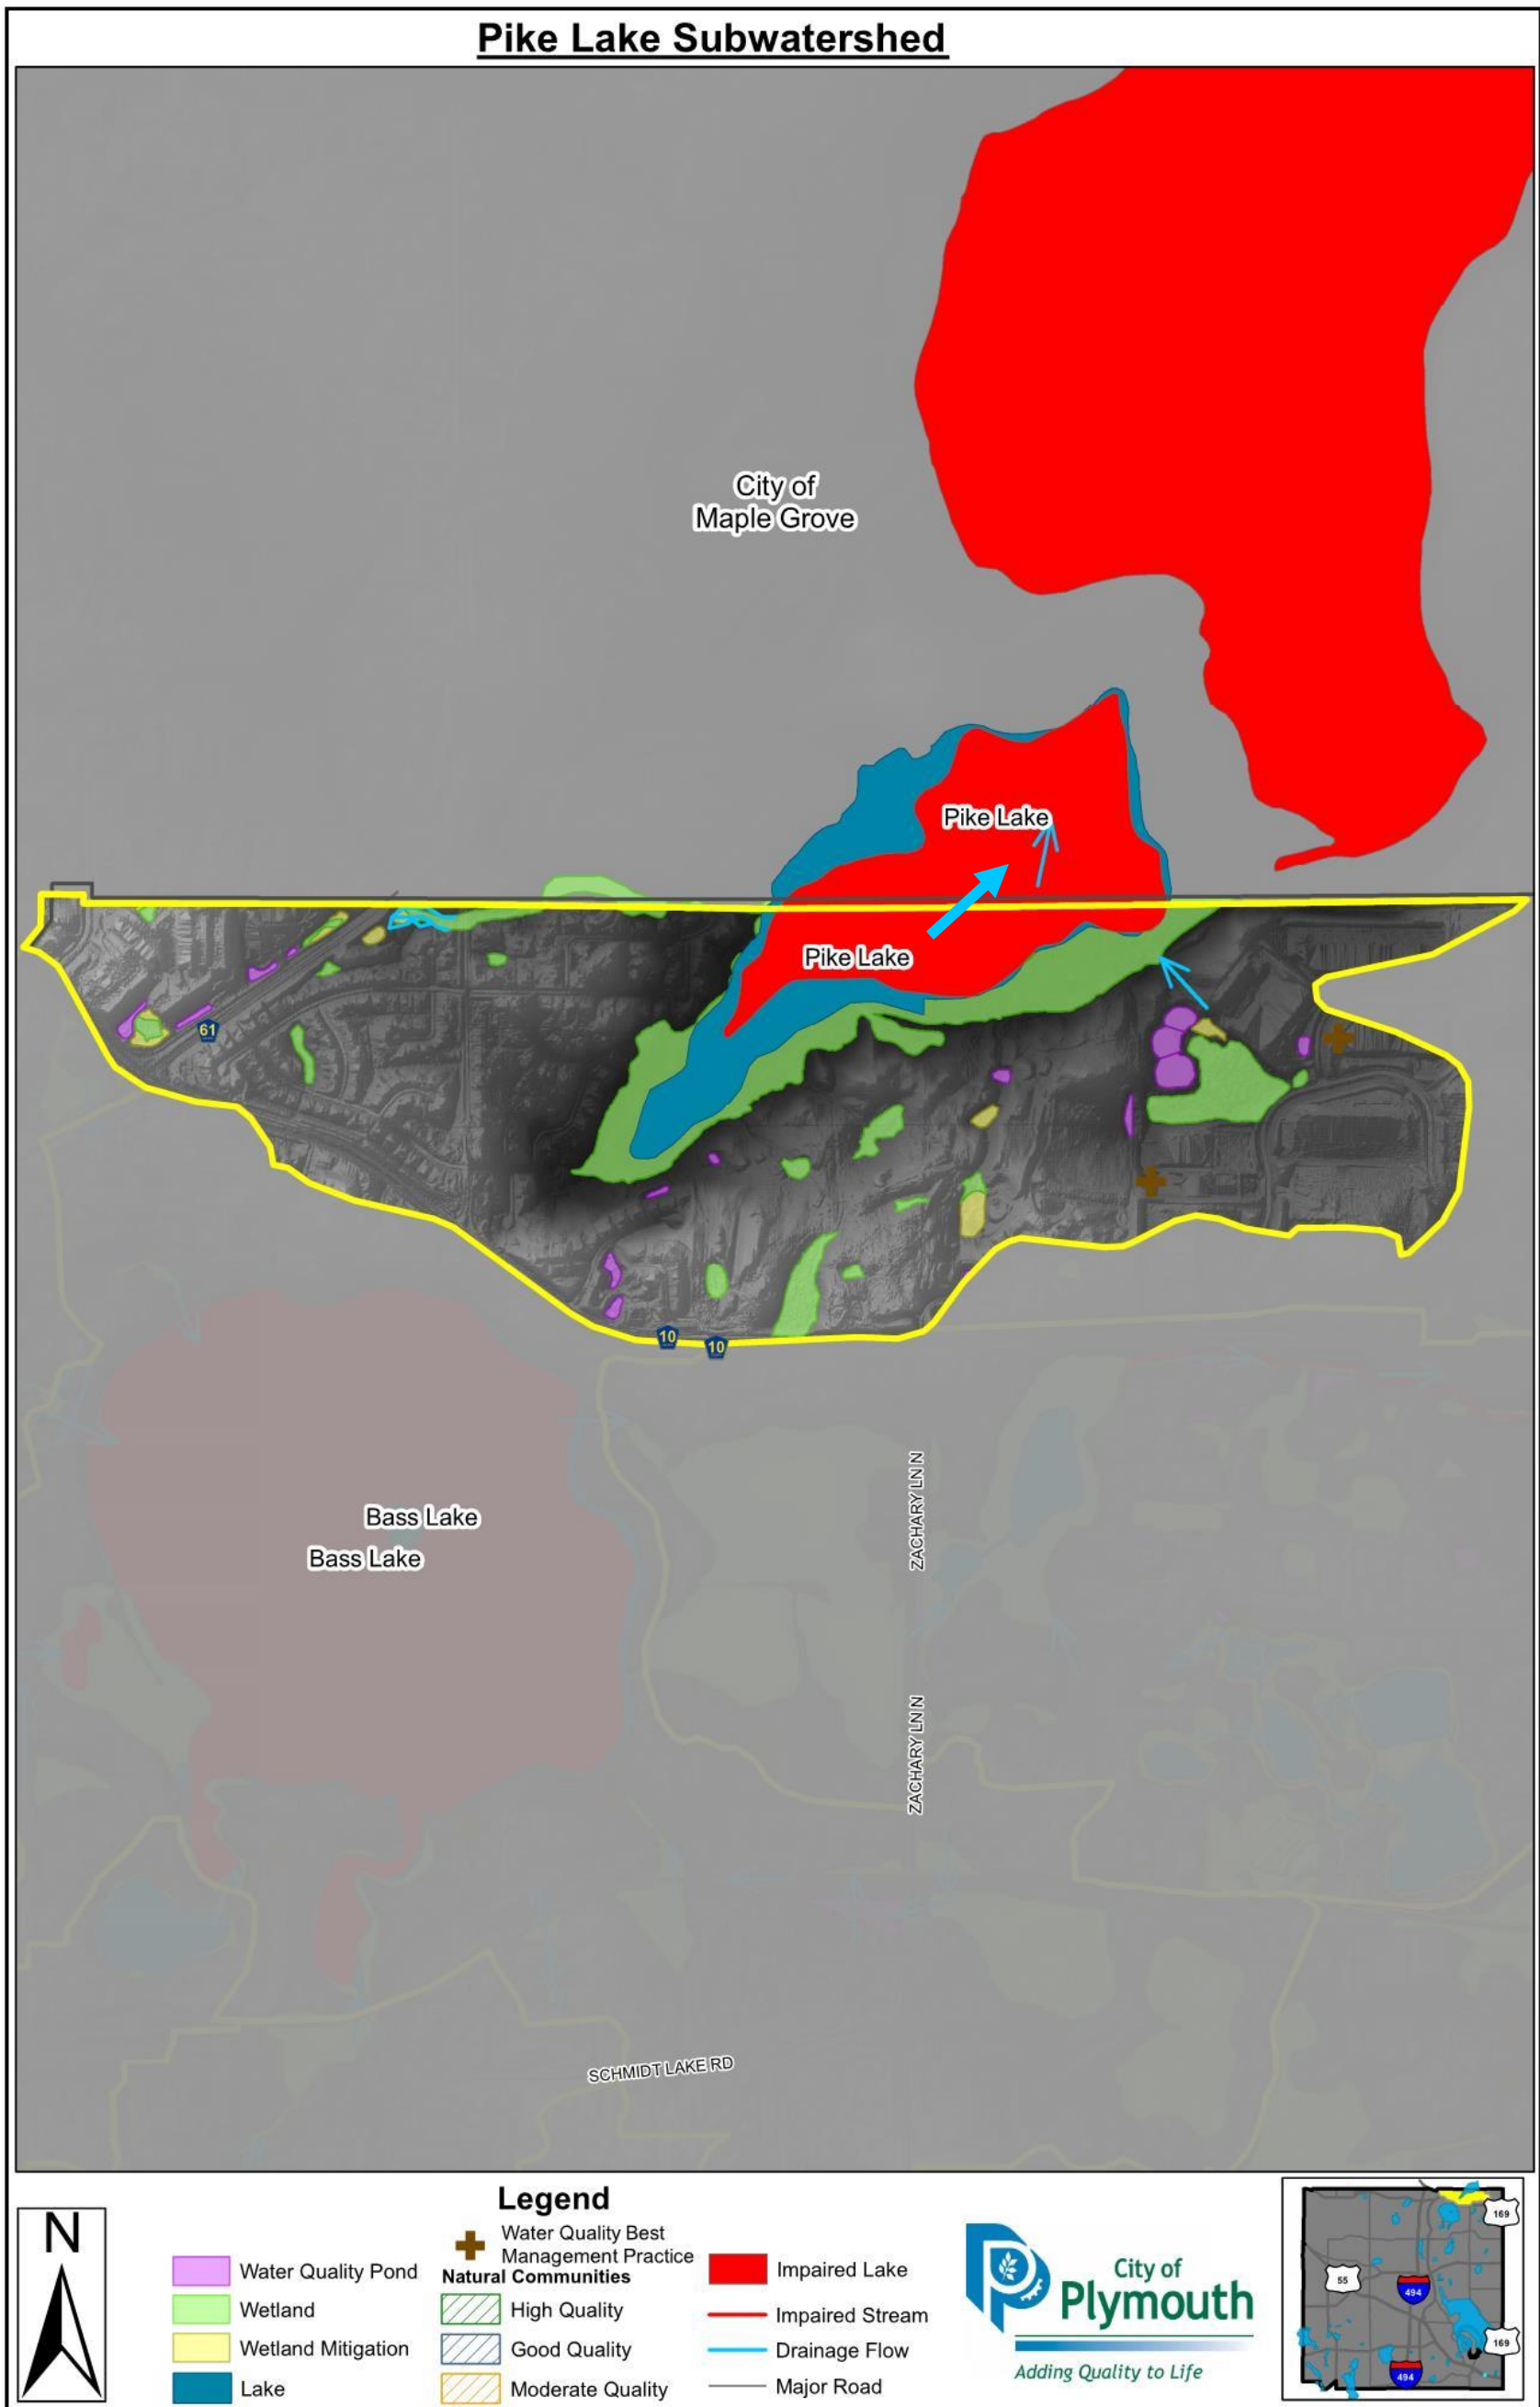 Pike Lake Subwatershed
City of
Maple Grove
Pike Lake
Pike Lake
61
10
10
Bass Lake
Bass Lake
ZACHARY LN N
ZACHARY LN N
SCHMIDT LAKE RD
N
Legend
Water Quality Pond
Wetland
Wetland Mitigation
Lake
Water Quality Best
Management Practice
Natural Communities
High Quality
Good Quality
Moderate Quality
Impaired Lake
Impaired Stream
Drainage Flow
Major Road
City of
Plymouth
Adding Quality to Life
169
55
494
169
494